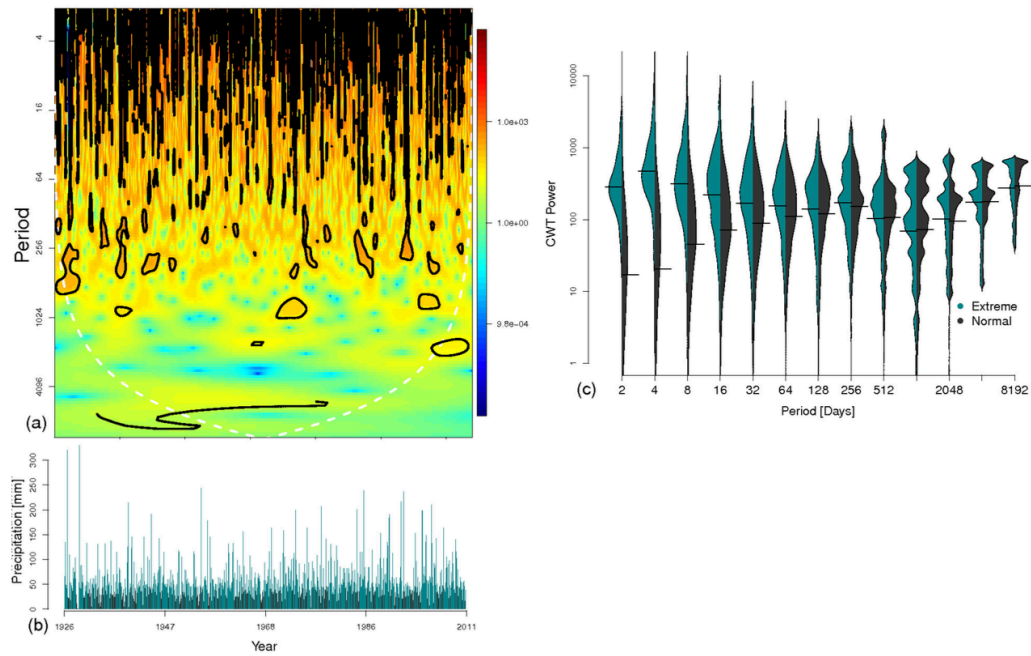 4
16
64
256
1024
4096
Period
(a)
1.0e+03
1.0e+00
9.8e-04
300
250
200
150
100
50
0
Precipitation [mm]
(b)
1926
1947
1968
1986
2011
Year
10000
1000
100
10
1
CWT Power
Extreme
Normal
(c)
2
4
8
16
32
64
128
256
512
2048
8192
Period [Days]